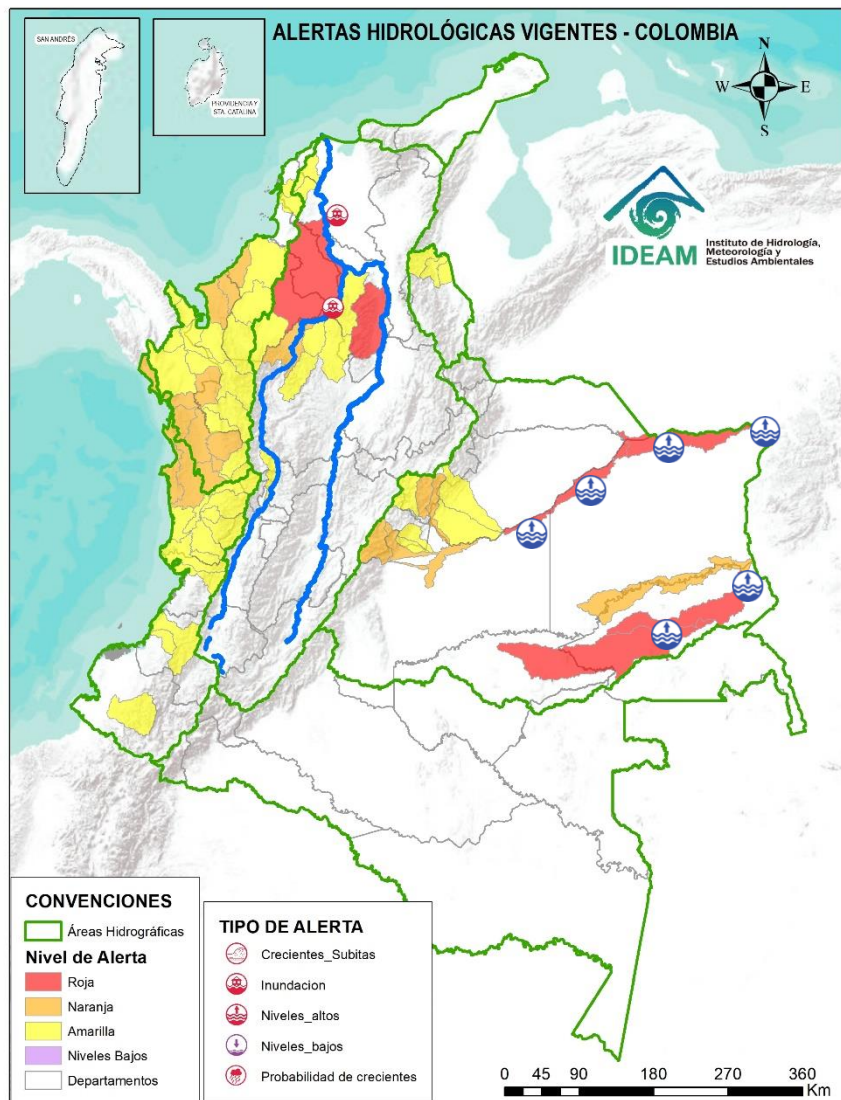 ALERTAS HIDROLÓGICAS VIGENTES - COLOMBIA
SAN ANDRÉS
PROVIDENCIA Y
STA. CATALINA
N
W
E
S
IDEAM
Instituto de Hidrología,
Meteorología y
Estudios Ambientales
CONVENCIONES
Áreas Hidrográficas
Nivel de Alerta
Roja
Naranja
Amarilla
Niveles Bajos
Departamentos
TIPO DE ALERTA
Crecientes_Subitas
Inundacion
Niveles_altos
Niveles_bajos
Probabilidad de crecientes
0 45 90 180 270 360
Km